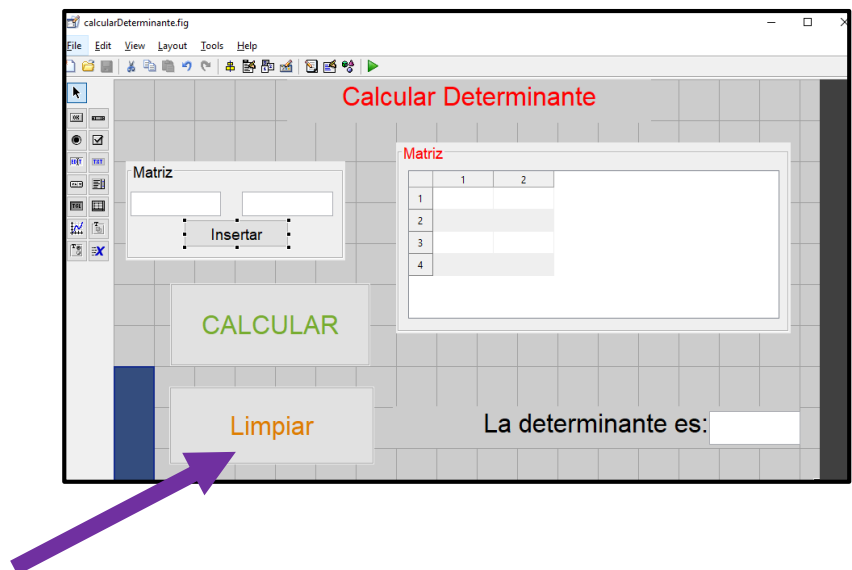 calcularDeterminante.fig
File Edit View Layout Tools Help
Calcular Determinante
Matriz
Insertar
Matriz
1 2
1
2
3
4
CALCULAR
Limpiar
La determinante es: